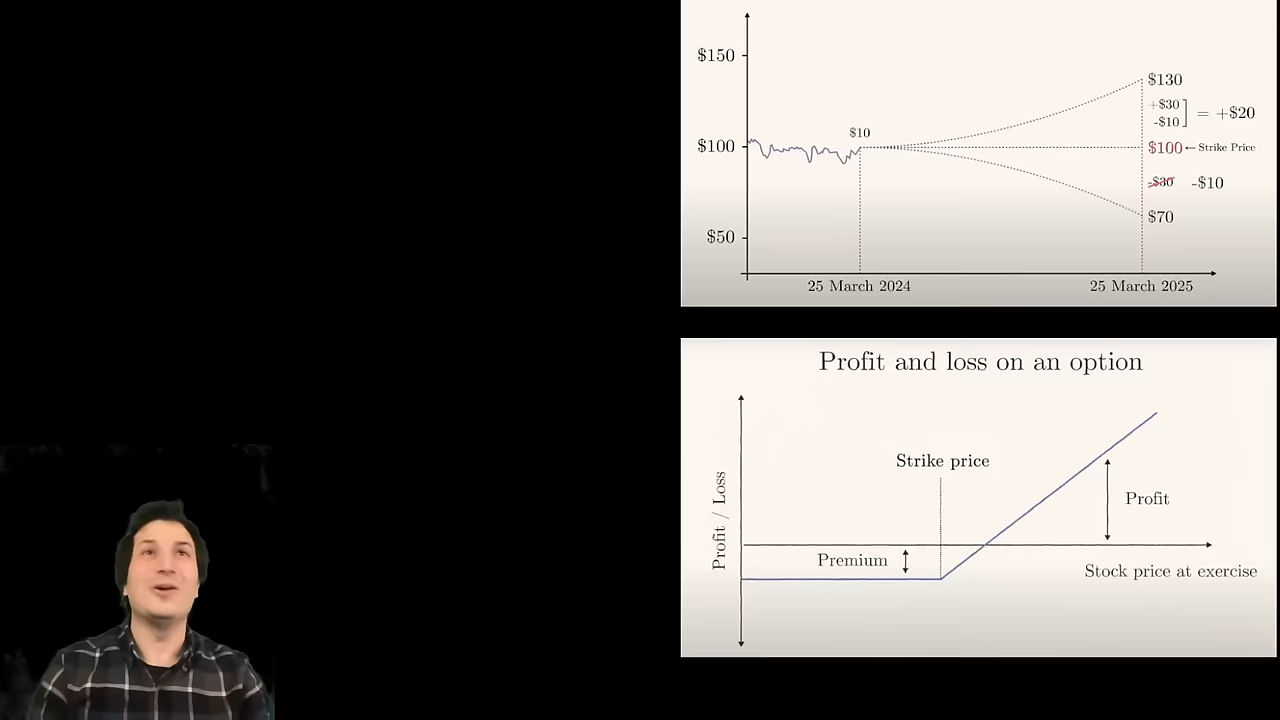 $150
$130
+$30
-$10
= +$20
$10
$100
$100
Strike Price
-$30
-$10
$70
$50
25 March 2024
25 March 2025
Profit and loss on an option
Strike price
Profit / Loss
Profit
Premium
Stock price at exercise